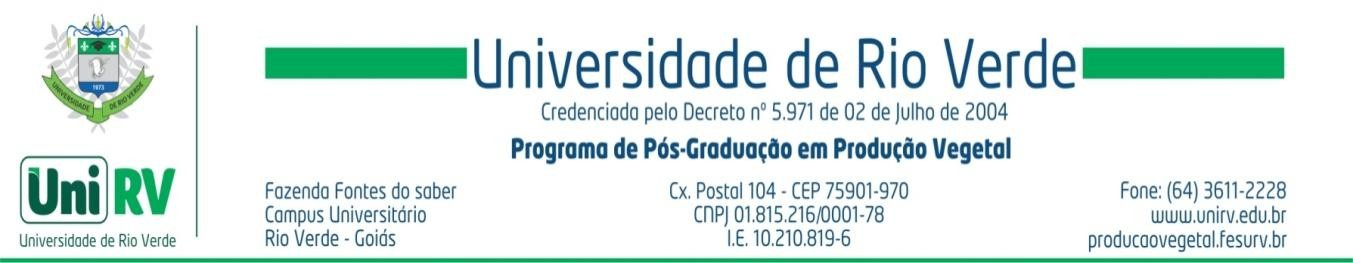 1973
UNIVERSIDADE DE RIO VERDE
Uni RV
Universidade de Rio Verde
Universidade de Rio Verde
Credenciada pelo Decreto nº 5.971 de 02 de Julho de 2004
Programa de Pós-Graduação em Produção Vegetal
Fazenda Fontes do saber
Campus Universitário
Rio Verde - Goiás
Cx. Postal 104 - CEP 75901-970
CNPJ 01.815.216/0001-78
I.E. 10.210.819-6
Fone: (64) 3611-2228
www.unirv.edu.br
producaovegetal.fesurv.br